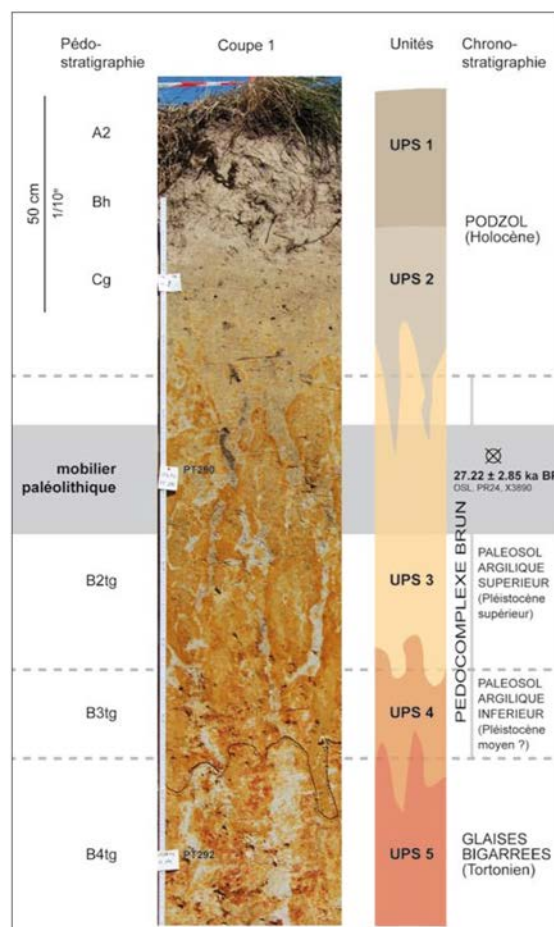 Pédo-
stratigraphie
Coupe 1
Unités
Chrono-
stratigraphie
50 cm
1/10e
A2
Bh
Cg
mobilier
paléolithique
B2tg
B3tg
B4tg
PT280
PT292
UPS 1
UPS 2
UPS 3
UPS 4
UPS 5
PODZOL
(Holocène)
27.22 ± 2.85 ka BP
OSL, PR24, X3890
PEDOCOMPLEXE BRUN
PALEOSOL
ARGILIQUE
SUPERIEUR
(Pléistocène
supérieur)
PALEOSOL
ARGILIQUE
INFERIEUR
(Pléistocène
moyen ?)
GLAISES
BIGARREES
(Tortonien)